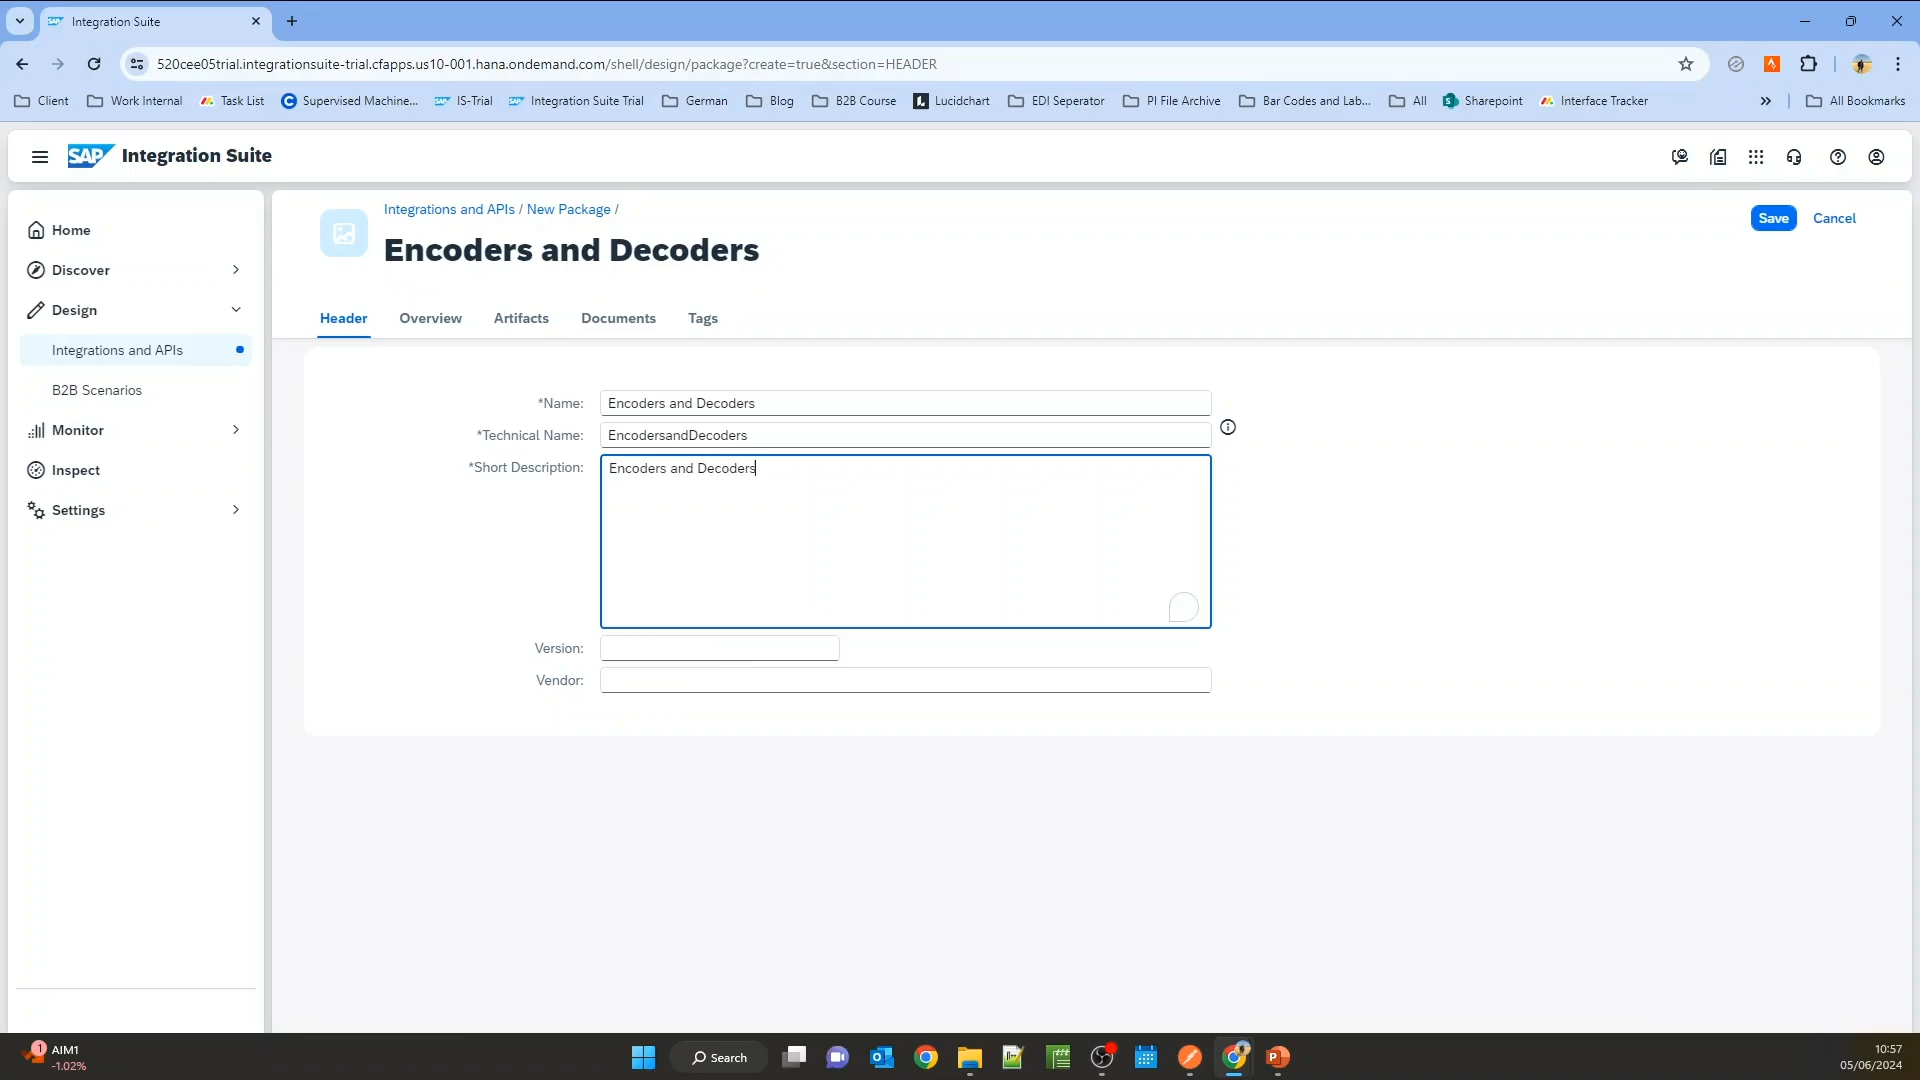 Integration Suite
520cee05trial.integrationsuite-trial.cfapps.us10-001.hana.ondemand.com/shell/design/package?create=true&section=HEADER
Client
Work Internal
Task List
Supervised Machine...
IS-Trial
Integration Suite Trial
German
Blog
B2B Course
Lucidchart
EDI Seperator
PI File Archive
Bar Codes and Lab...
All
Sharepoint
Interface Tracker
»
All Bookmarks
SAP Integration Suite
Home
Discover
Design
Integrations and APIs
B2B Scenarios
Monitor
Inspect
Settings
Integrations and APIs / New Package /
Encoders and Decoders
Save
Cancel
Header
Overview
Artifacts
Documents
Tags
*Name: Encoders and Decoders
*Technical Name: EncodersandDecoders
*Short Description: Encoders and Decoders
Version:
Vendor:
1
AIM1
-1.02%
Search
10:57
05/06/2024